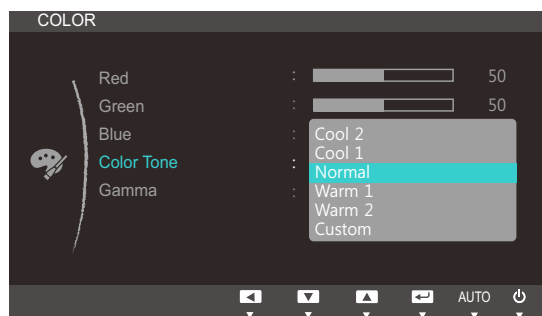 COLOR
Red : 50
Green : 50
Blue :
Color Tone :
Gamma :
Cool 2
Cool 1
Normal
Warm 1
Warm 2
Custom
AUTO